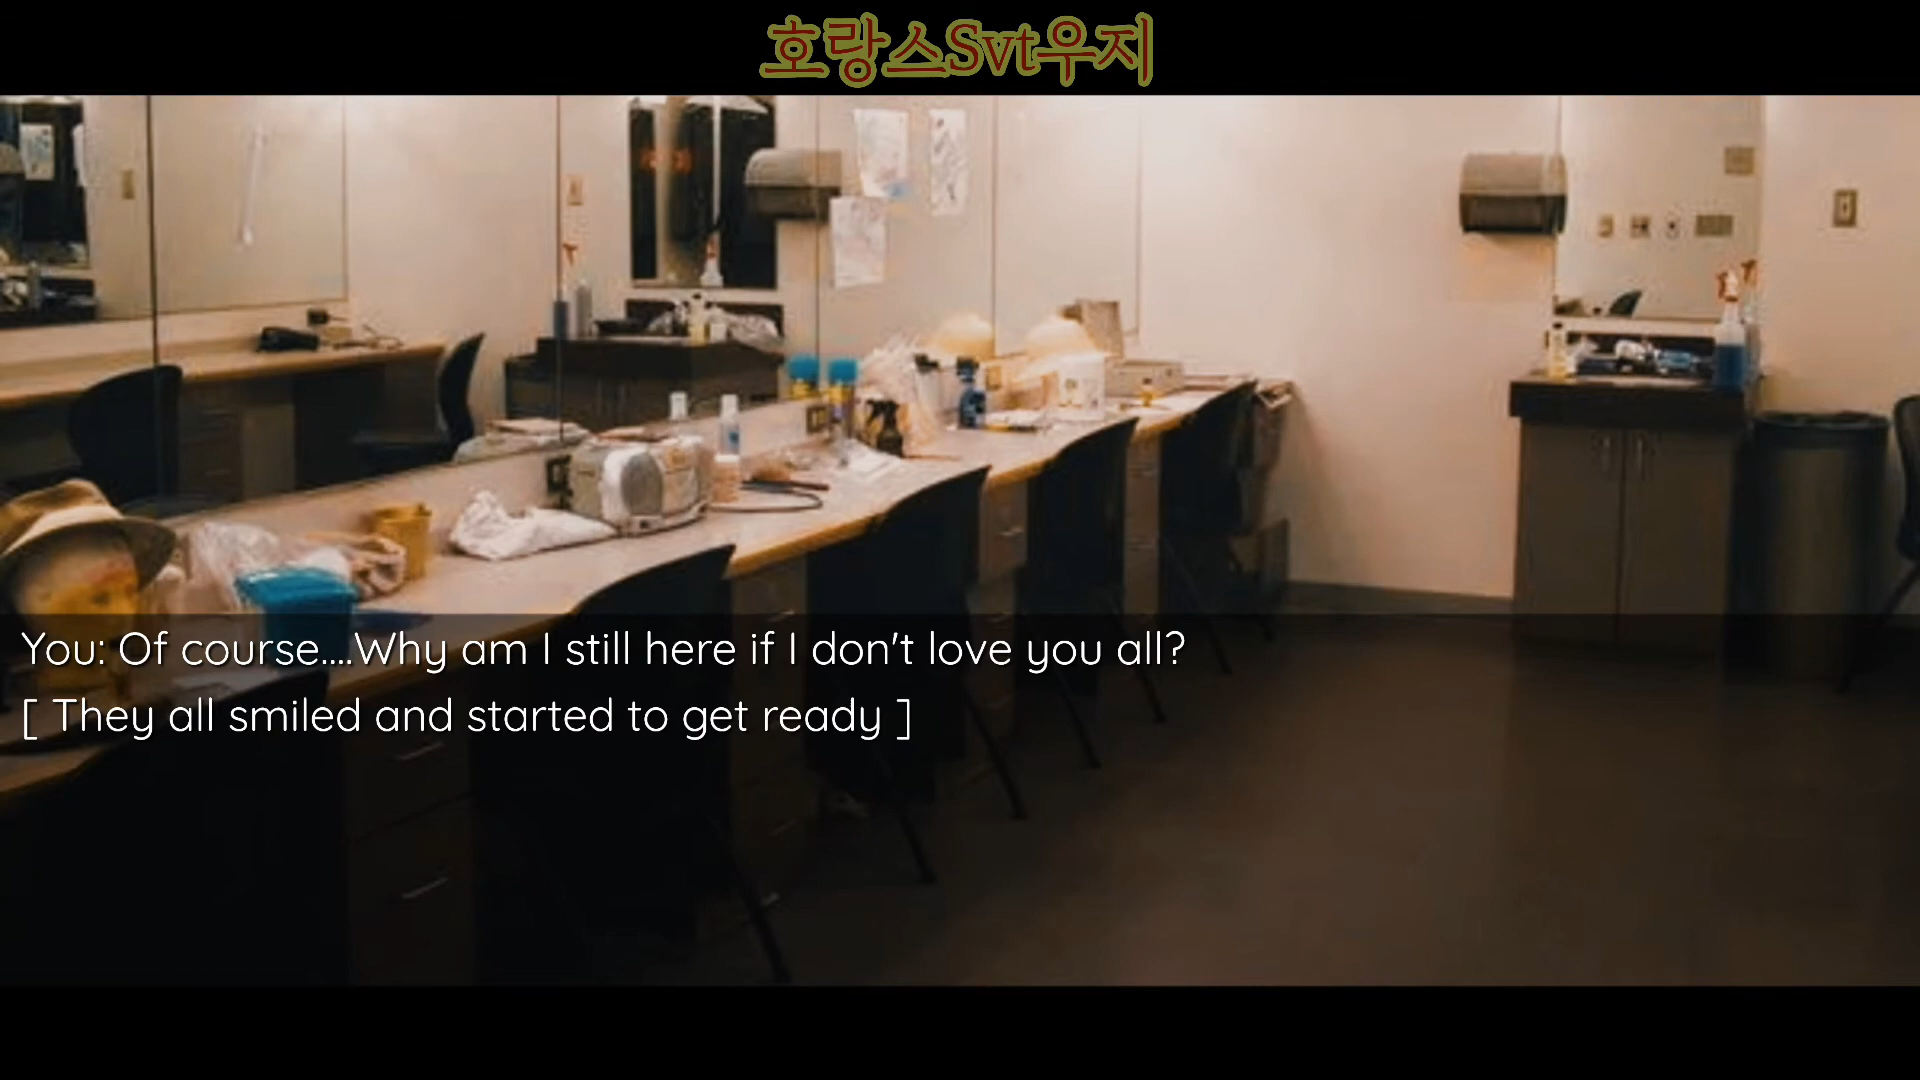 호랑스Svt우지
You: Of course....Why am I still here if I don't love you all?
[ They all smiled and started to get ready ]